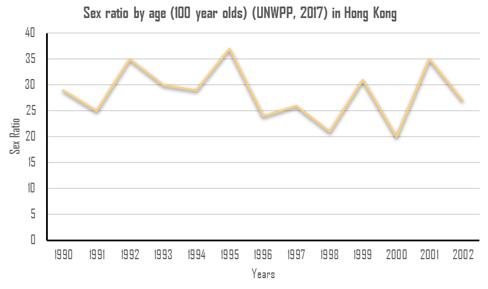 Sex ratio by age (100 year olds) (UNWPP, 2017) in Hong Kong
40
35
30
25
20
15
10
5
0
Sex Ratio
1990 1991 1992 1993 1994 1995 1996 1997 1998 1999 2000 2001 2002
Years